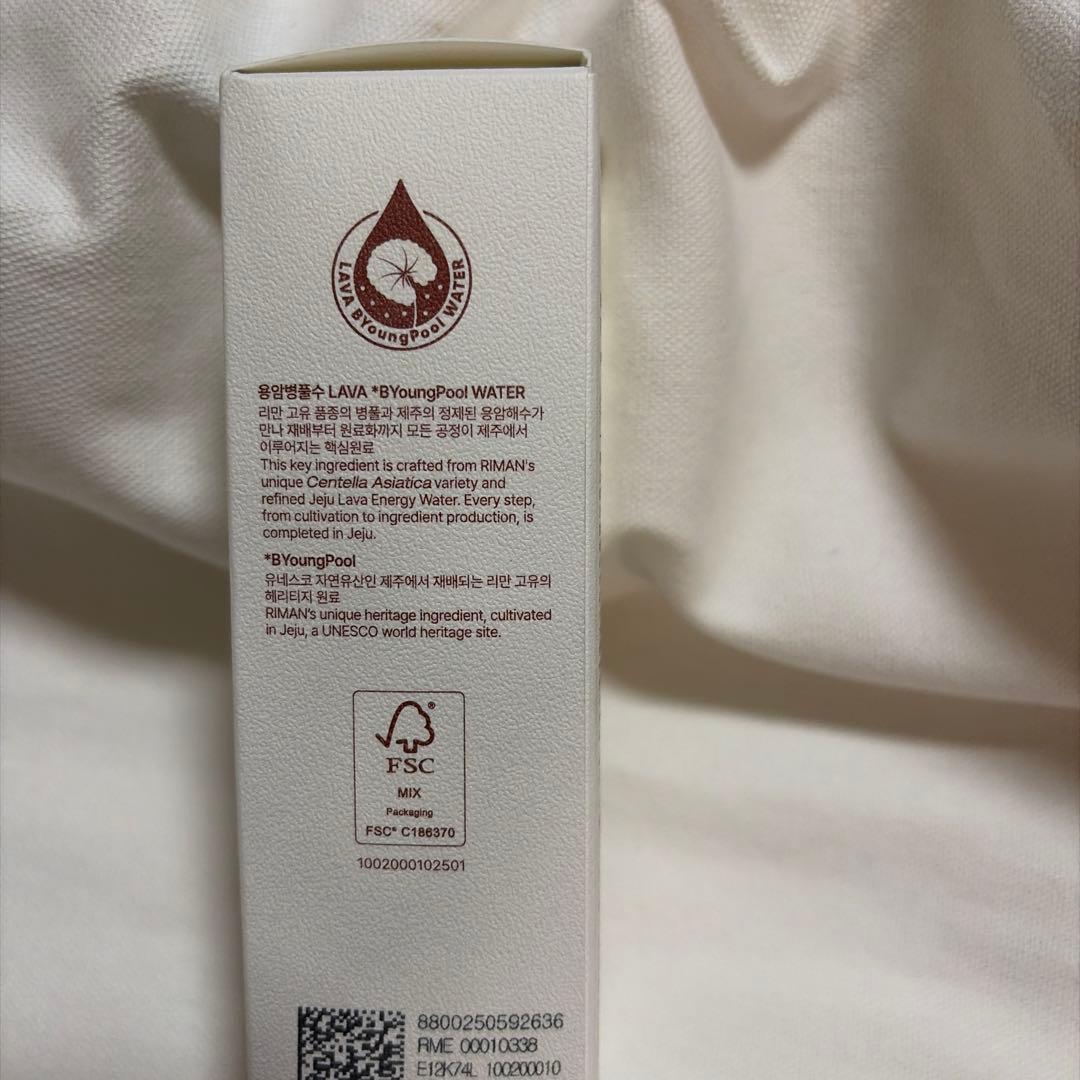 LAVA BYoungPool WATER
용암병풀수 LAVA *BYoungPool WATER
리만 고유 품종의 병풀과 제주의 정제된 용암해수가
만나 재배부터 원료화까지 모든 공정이 제주에서
이루어지는 핵심원료
This key ingredient is crafted from RIMAN's
unique Centella Asiatica variety and
refined Jeju Lava Energy Water. Every step,
from cultivation to ingredient production, is
completed in Jeju.
*BYoungPool
유네스코 자연유산인 제주에서 재배되는 리만 고유의
헤리티지 원료
RIMAN's unique heritage ingredient, cultivated
in Jeju, a UNESCO world heritage site.
®
FSC
MIX
Packaging
FSC® C186370
1002000102501
8800250592636
RME 00010338
E12K74L 100200010